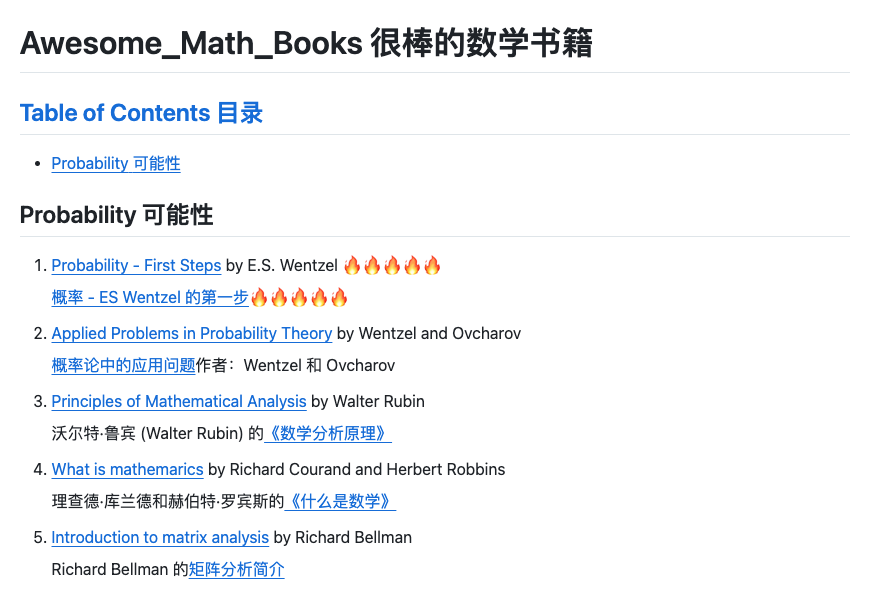 Awesome_Math_Books 很棒的数学书籍
Table of Contents 目录
• Probability 可能性
Probability 可能性
1. Probability - First Steps by E.S. Wentzel 🔥🔥🔥🔥🔥
概率 - ES Wentzel 的第一步🔥🔥🔥🔥🔥
2. Applied Problems in Probability Theory by Wentzel and Ovcharov
概率论中的应用问题作者：Wentzel 和 Ovcharov
3. Principles of Mathematical Analysis by Walter Rubin
沃尔特·鲁宾 (Walter Rubin) 的《数学分析原理》
4. What is mathemarics by Richard Courand and Herbert Robbins
理查德·库兰德和赫伯特·罗宾斯的《什么是数学》
5. Introduction to matrix analysis by Richard Bellman
Richard Bellman 的矩阵分析简介